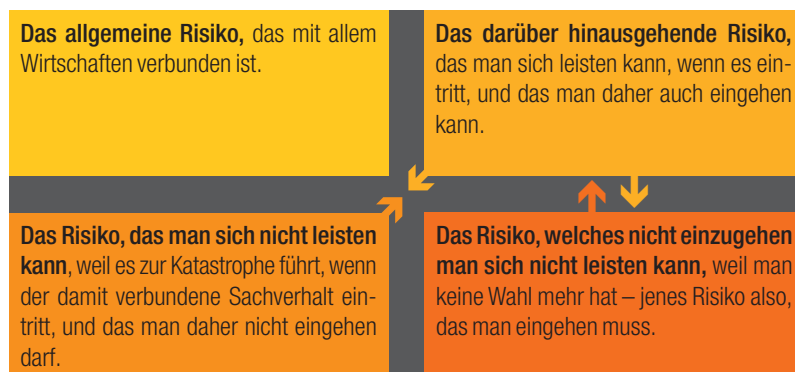 Das allgemeine Risiko, das mit allem
Wirtschaften verbunden ist.
Das darüber hinausgehende Risiko,
das man sich leisten kann, wenn es ein-
tritt, und das man daher auch eingehen
kann.
Das Risiko, das man sich nicht leisten
kann, weil es zur Katastrophe führt, wenn
der damit verbundene Sachverhalt ein-
tritt, und das man daher nicht eingehen
darf.
Das Risiko, welches nicht einzugehen
man sich nicht leisten kann, weil man
keine Wahl mehr hat – jenes Risiko also,
das man eingehen muss.